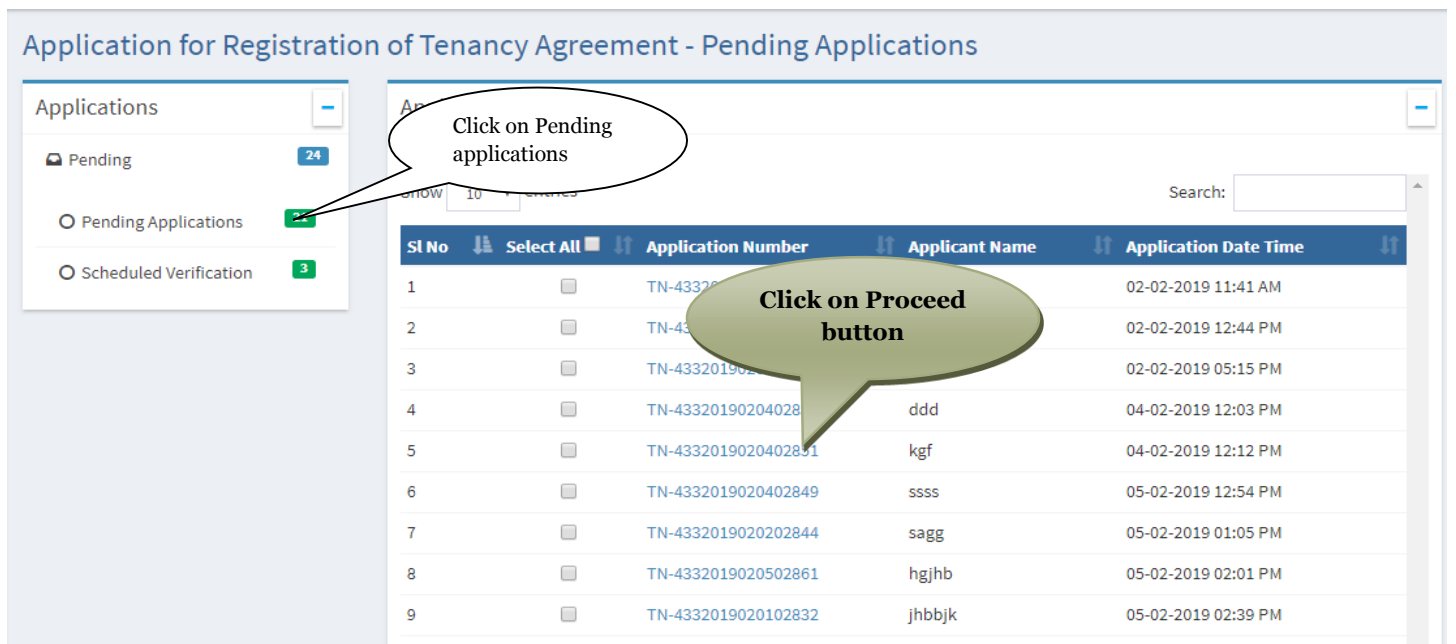 Application for Registration of Tenancy Agreement - Pending Applications
Applications
Click on Pending
applications
Pending 24
Pending Applications
Scheduled Verification 3
10
Search:
Sl No Select All Application Number Applicant Name Application Date Time
Click on Proceed
button
1 02-02-2019 11:41 AM
2 02-02-2019 12:44 PM
3 02-02-2019 05:15 PM
4 ddd 04-02-2019 12:03 PM
5 TN-4332019020402851 kgf 04-02-2019 12:12 PM
6 TN-4332019020402849 ssss 05-02-2019 12:54 PM
7 TN-4332019020202844 sagg 05-02-2019 01:05 PM
8 TN-4332019020502861 hgjhb 05-02-2019 02:01 PM
9 TN-4332019020102832 jhbbjk 05-02-2019 02:39 PM